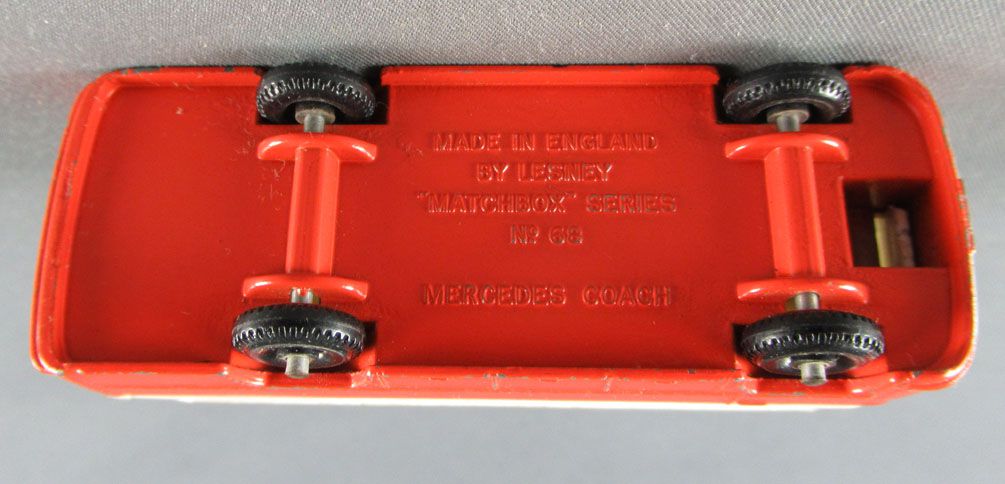 MADE IN ENGLAND
BY LESNEY
"MATCHBOX" SERIES
Nº 68
MERCEDES COACH